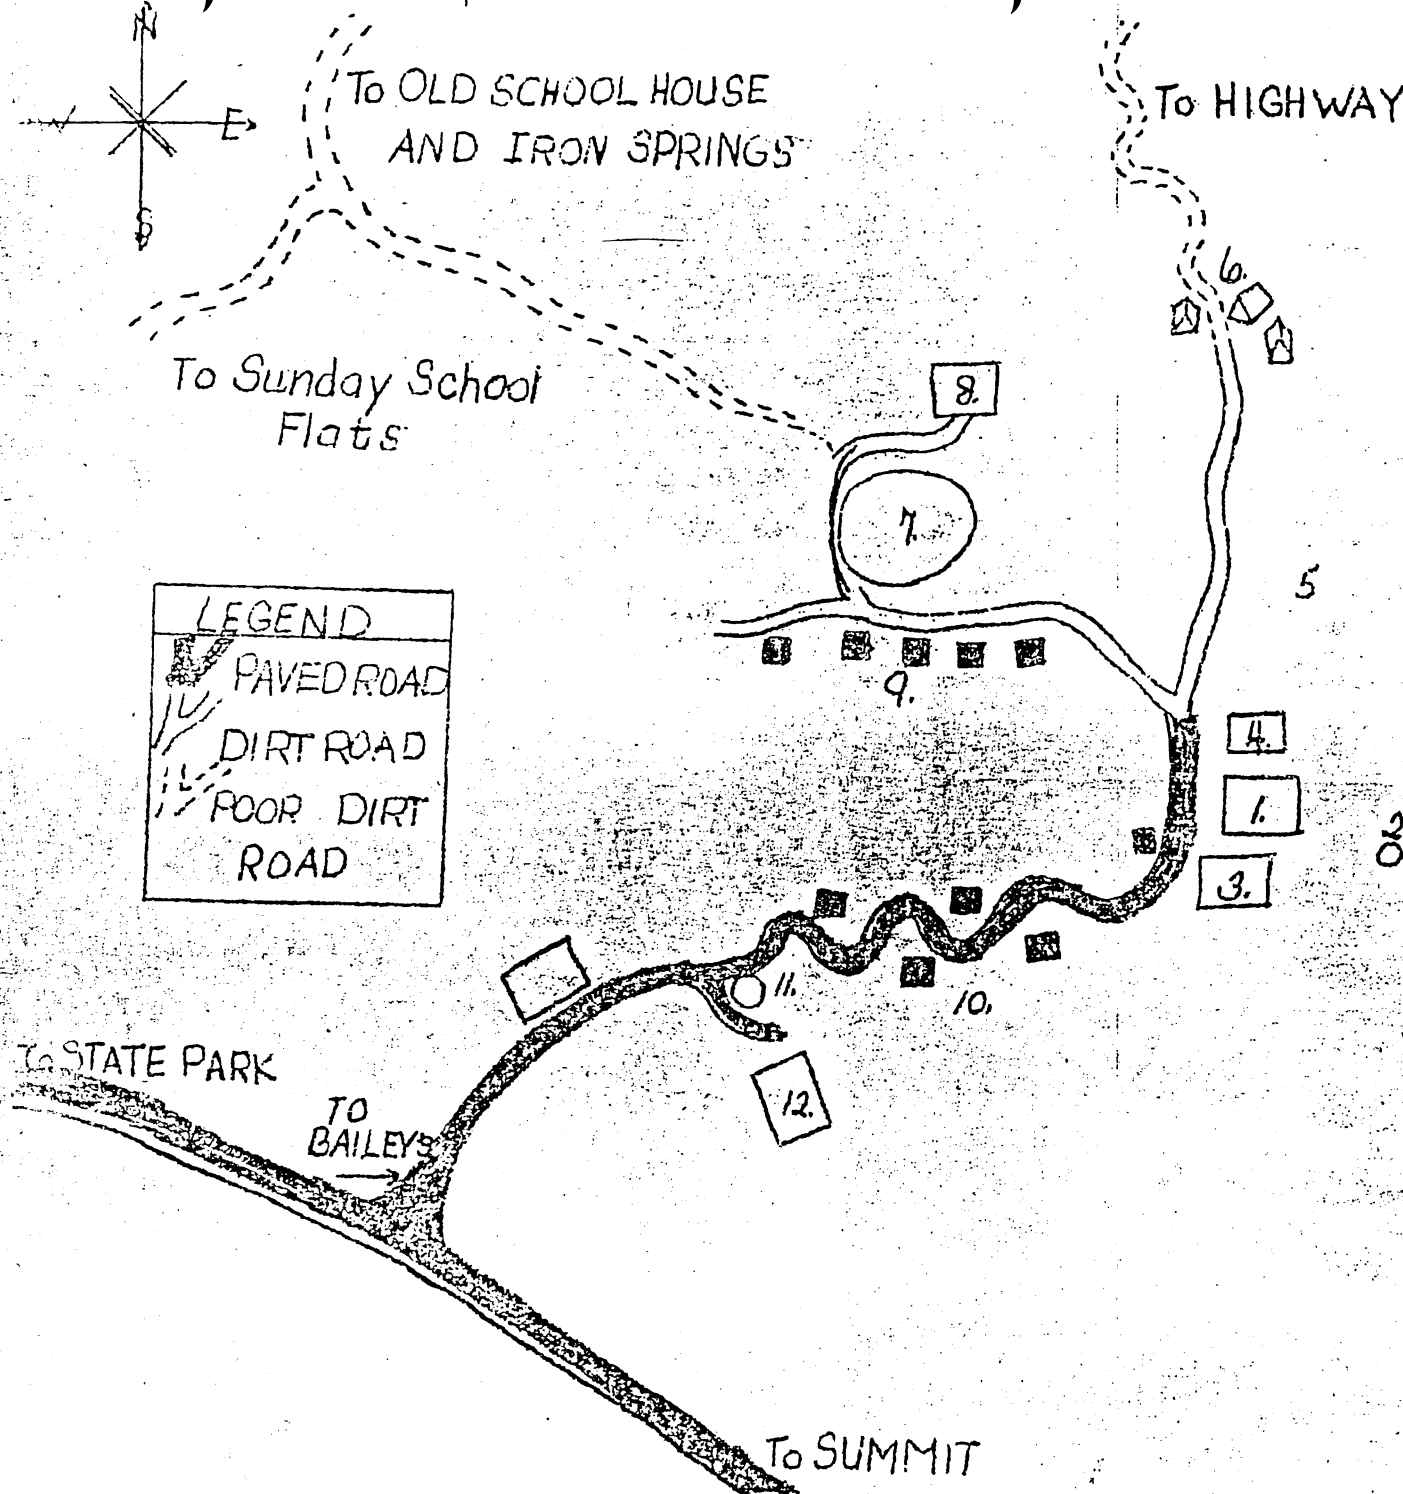 N
W E
S
To OLD SCHOOL HOUSE
AND IRON SPRINGS
To HIGHWAY
6.
To Sunday School
Flats
8.
7.
5
LEGEND
PAVED ROAD
DIRT ROAD
POOR DIRT
ROAD
9.
4.
1.
3.
11.
10.
12.
To STATE PARK
TO
BAILEY'S
To SUMMIT